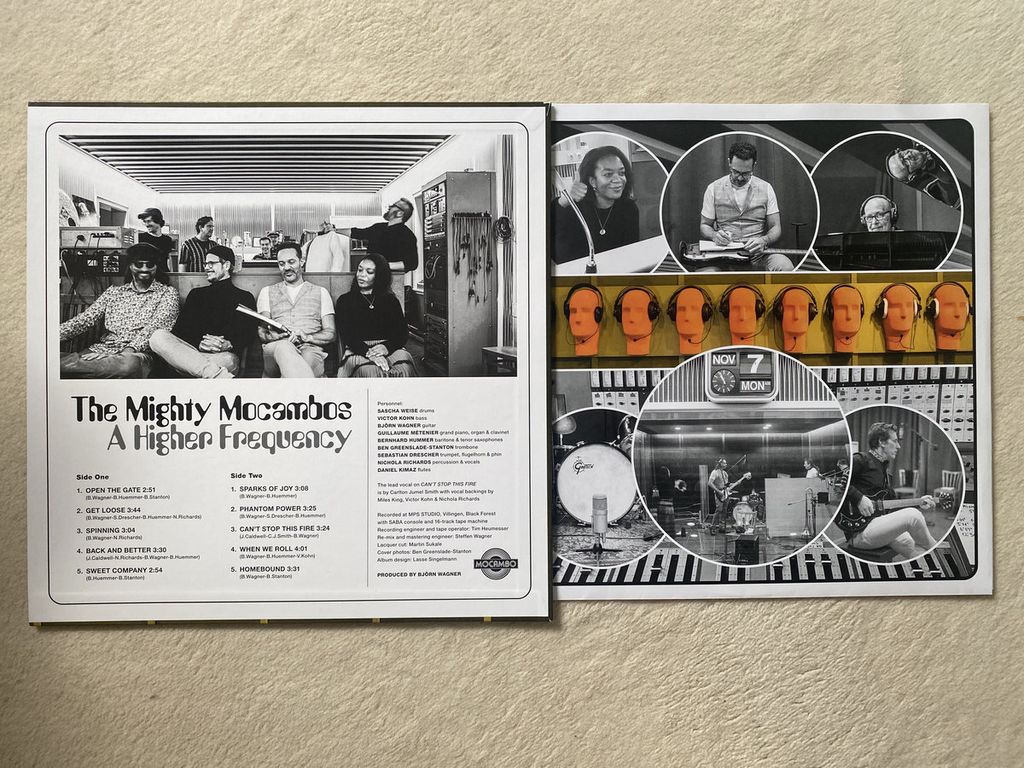 The Mighty Mocambos
A Higher Frequency
Side One
1. OPEN THE GATE 2:51
(B.Wagner-B.Huemmer-B.Stanton)
2. GET LOOSE 3:44
(B.Wagner-S.Drescher-B.Huemmer-N.Richards)
3. SPINNING 3:04
(B.Wagner-N.Richards)
4. BACK AND BETTER 3:30
(J.Caldwell-N.Richards-B.Wagner-B.Huemmer)
5. SWEET COMPANY 2:54
(B.Huemmer-B.Stanton)
Side Two
1. SPARKS OF JOY 3:08
(B.Wagner-B.Huemmer)
2. PHANTOM POWER 3:25
(B.Wagner-S.Drescher-B.Huemmer)
3. CAN'T STOP THIS FIRE 3:24
(J.Caldwell-C.J.Smith-B.Wagner)
4. WHEN WE ROLL 4:01
(B.Wagner-B.Huemmer-V.Kohn)
5. HOMEBOUND 3:31
(B.Wagner-B.Stanton)
Personnel:
SASCHA WEISE drums
VICTOR KOHN bass
BJÖRN WAGNER guitar
GUILLAUME MÉTENIER grand piano, organ & clavinet
BERNHARD HUMMER baritone & tenor saxophones
BEN GREENSLADE-STANTON trombone
SEBASTIAN DRESCHER trumpet, flugelhorn & phin
NICHOLA RICHARDS percussion & vocals
DANIEL KIMAZ flutes
The lead vocal on CAN'T STOP THIS FIRE
is by Carlton Jumel Smith with vocal backings by
Miles King, Victor Kohn & Nichola Richards
Recorded at MPS STUDIO, Villingen, Black Forest
with SABA console and 16-track tape machine
Recording engineer and tape operator: Tim Heumesser
Re-mix and mastering engineer: Steffen Wagner
Lacquer cut: Martin Sukale
Cover photos: Ben Greenslade-Stanton
Album design: Lasse Singelmann
PRODUCED BY BJÖRN WAGNER
MOCAMBO
NOV 7
MON
Gretsch